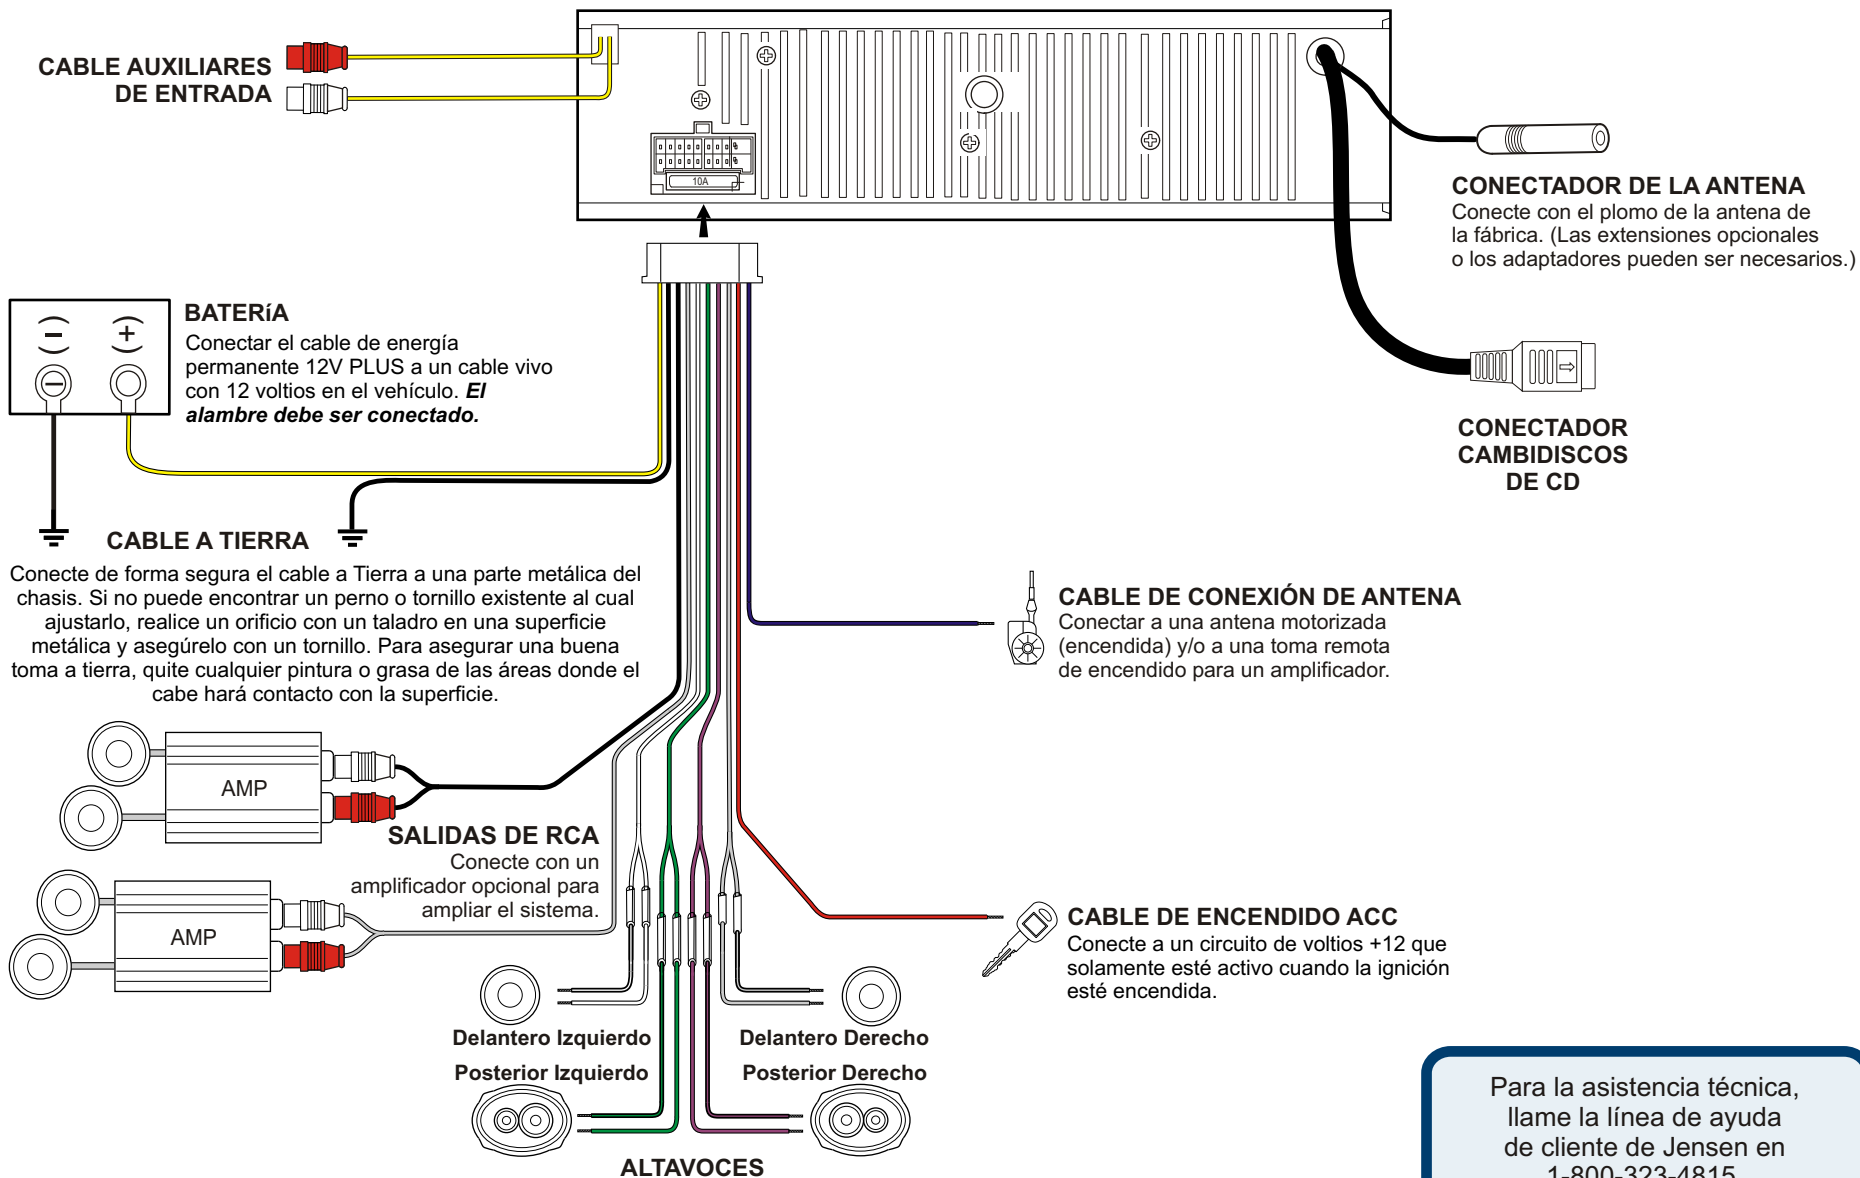 CABLE AUXILIARES
DE ENTRADA
10A
CONECTADOR DE LA ANTENA
Conecte con el plomo de la antena de
la fábrica. (Las extensiones opcionales
o los adaptadores pueden ser necesarios.)
CONECTADOR
CAMBIDISCOS
DE CD
(−) (+)
BATERíA
Conectar el cable de energía
permanente 12V PLUS a un cable vivo
con 12 voltios en el vehículo. El
alambre debe ser conectado.
CABLE A TIERRA
Conecte de forma segura el cable a Tierra a una parte metálica del
chasis. Si no puede encontrar un perno o tornillo existente al cual
ajustarlo, realice un orificio con un taladro en una superficie
metálica y asegúrelo con un tornillo. Para asegurar una buena
toma a tierra, quite cualquier pintura o grasa de las áreas donde el
cabe hará contacto con la superficie.
CABLE DE CONEXIÓN DE ANTENA
Conectar a una antena motorizada
(encendida) y/o a una toma remota
de encendido para un amplificador.
AMP
SALIDAS DE RCA
Conecte con un
amplificador opcional para
ampliar el sistema.
AMP
CABLE DE ENCENDIDO ACC
Conecte a un circuito de voltios +12 que
solamente esté activo cuando la ignición
esté encendida.
Delantero Izquierdo
Delantero Derecho
Posterior Izquierdo
Posterior Derecho
ALTAVOCES
Para la asistencia técnica,
llame la línea de ayuda
de cliente de Jensen en
1-800-323-4815